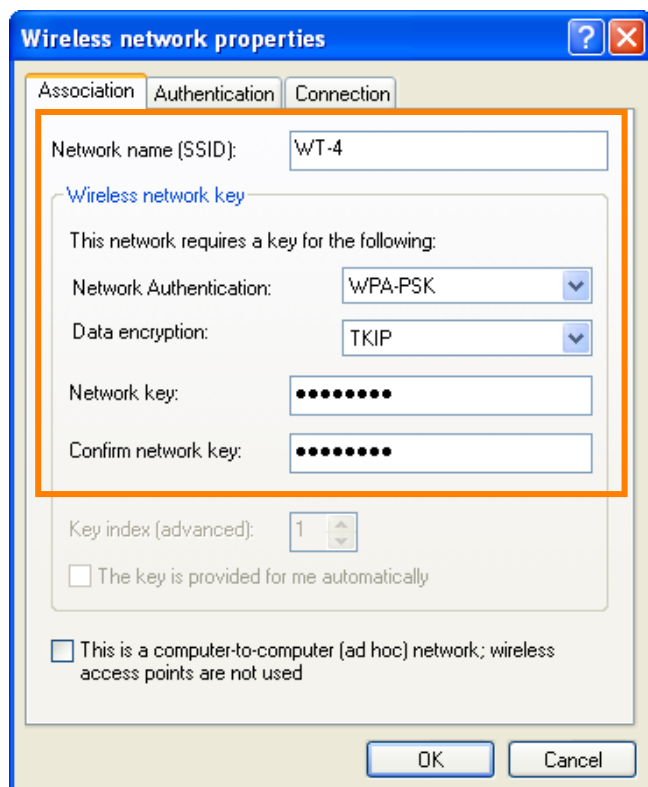 Wireless network properties
?
Association Authentication Connection
Network name (SSID): WT-4
Wireless network key
This network requires a key for the following:
Network Authentication: WPA-PSK
Data encryption: TKIP
Network key: ●●●●●●●●
Confirm network key: ●●●●●●●●
Key index (advanced): 1
The key is provided for me automatically
This is a computer-to-computer (ad hoc) network; wireless
access points are not used
OK Cancel